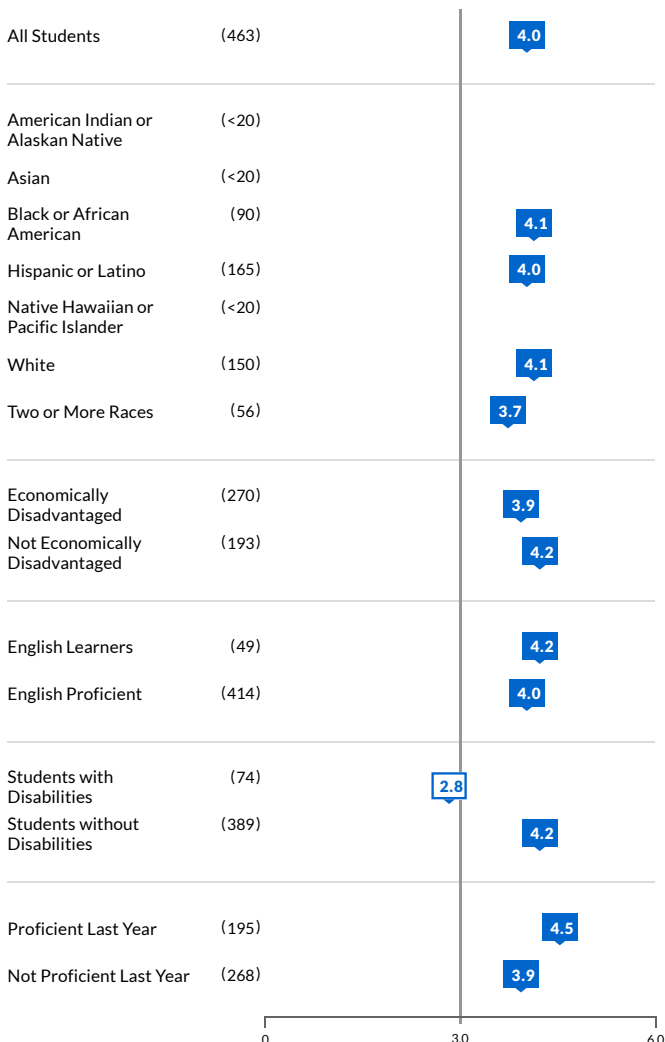 All Students (463) 4.0
American Indian or (<20)
Alaskan Native
Asian (<20)
Black or African (90) 4.1
American
Hispanic or Latino (165) 4.0
Native Hawaiian or (<20)
Pacific Islander
White (150) 4.1
Two or More Races (56) 3.7
Economically (270) 3.9
Disadvantaged
Not Economically (193) 4.2
Disadvantaged
English Learners (49) 4.2
English Proficient (414) 4.0
Students with (74) 2.8
Disabilities
Students without (389) 4.2
Disabilities
Proficient Last Year (195) 4.5
Not Proficient Last Year (268) 3.9
0 3.0 6.0